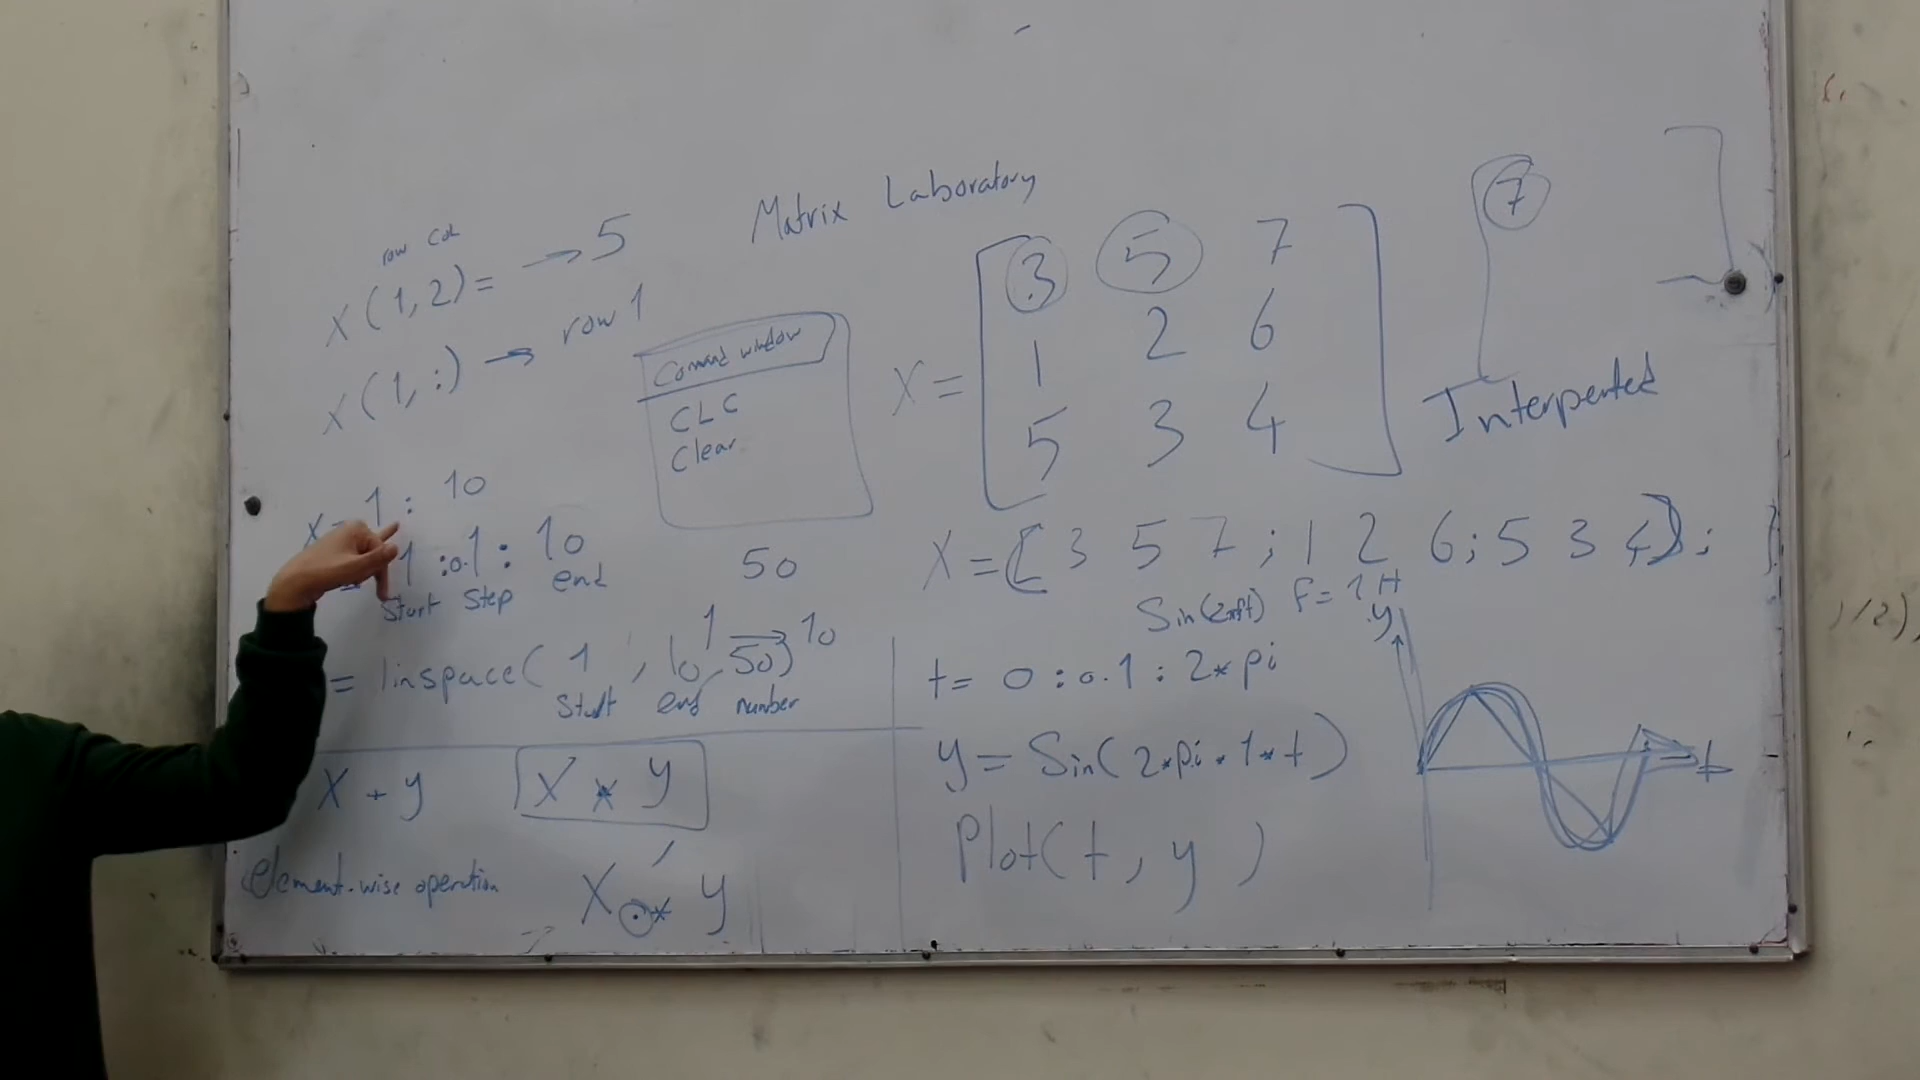 Matrix Laboratory
row Col
X(1,2)= → 5
X(1,:) → row 1
Command window
CLC
Clear
X =
3 5 7
1 2 6
5 3 4
7
Interperted
X = 1 : 10
= 1 :0.1: 10
Start Step end
50
1 → 10
= linspace( 1 , 10, 50)
Start end number
X + y
X * y
Element-wise operation
X .* y
X = [ 3 5 7 ; 1 2 6; 5 3 4];
Sin(2πft) F= 1 H
t= 0 :0.1 : 2*pi
y= Sin( 2*pi*1*t )
Plot(t, y )
y
t
1/2)